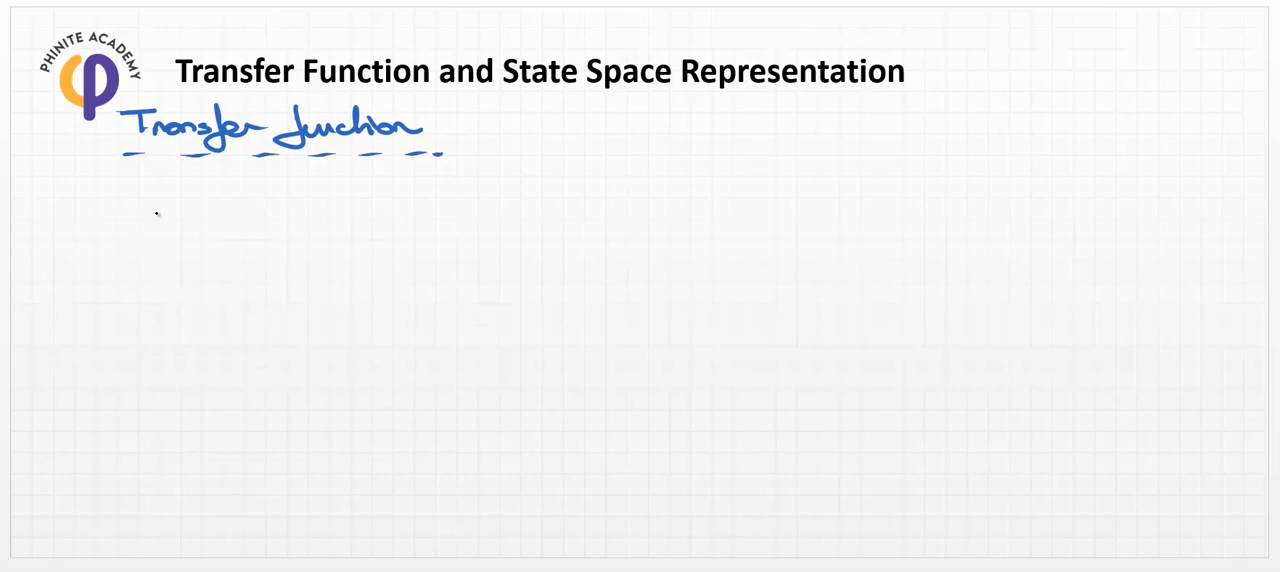 PHINITE ACADEMY
Transfer Function and State Space Representation
Transfer function